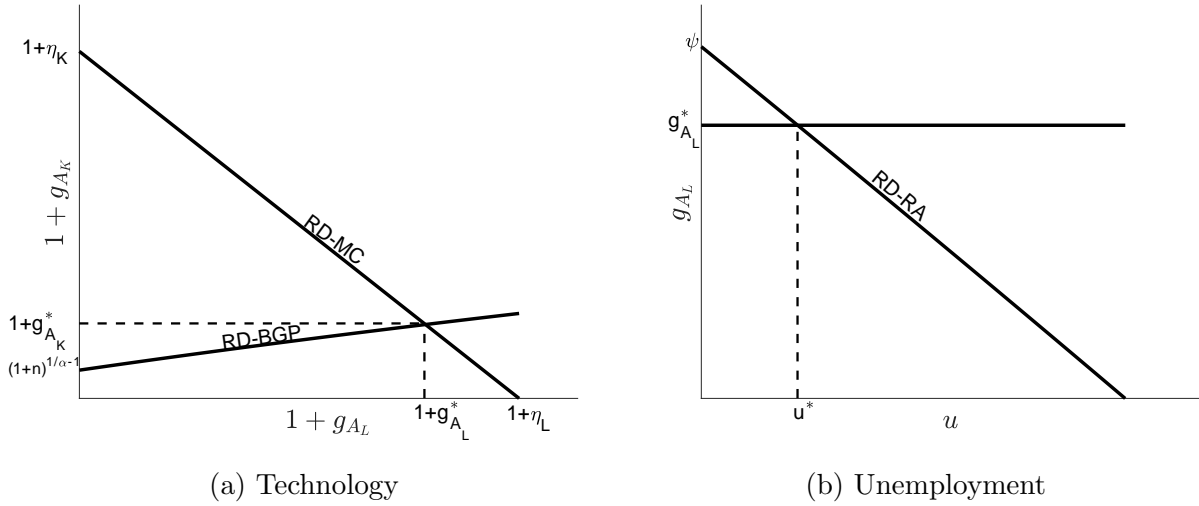 1+η_K
1 + g_{A_K}
RD-MC
1+g*_{A_K}
RD-BGP
(1+n)^{1/α-1}
1 + g_{A_L}
1+g*_{A_L}
1+η_L
(a) Technology
ψ
g*_{A_L}
g_{A_L}
RD-RA
u*
u
(b) Unemployment